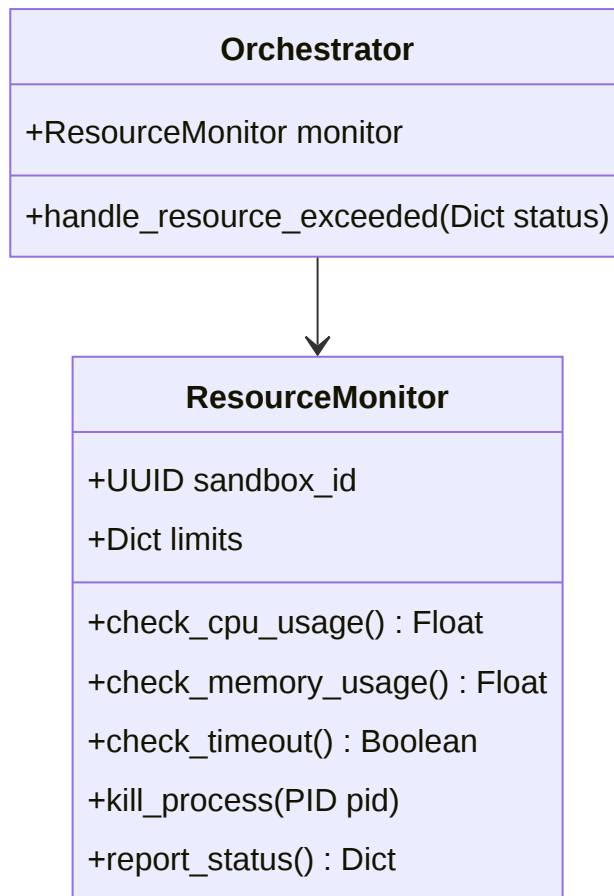 Orchestrator
+ResourceMonitor monitor
+handle_resource_exceeded(Dict status)
ResourceMonitor
+UUID sandbox_id
+Dict limits
+check_cpu_usage() : Float
+check_memory_usage() : Float
+check_timeout() : Boolean
+kill_process(PID pid)
+report_status() : Dict